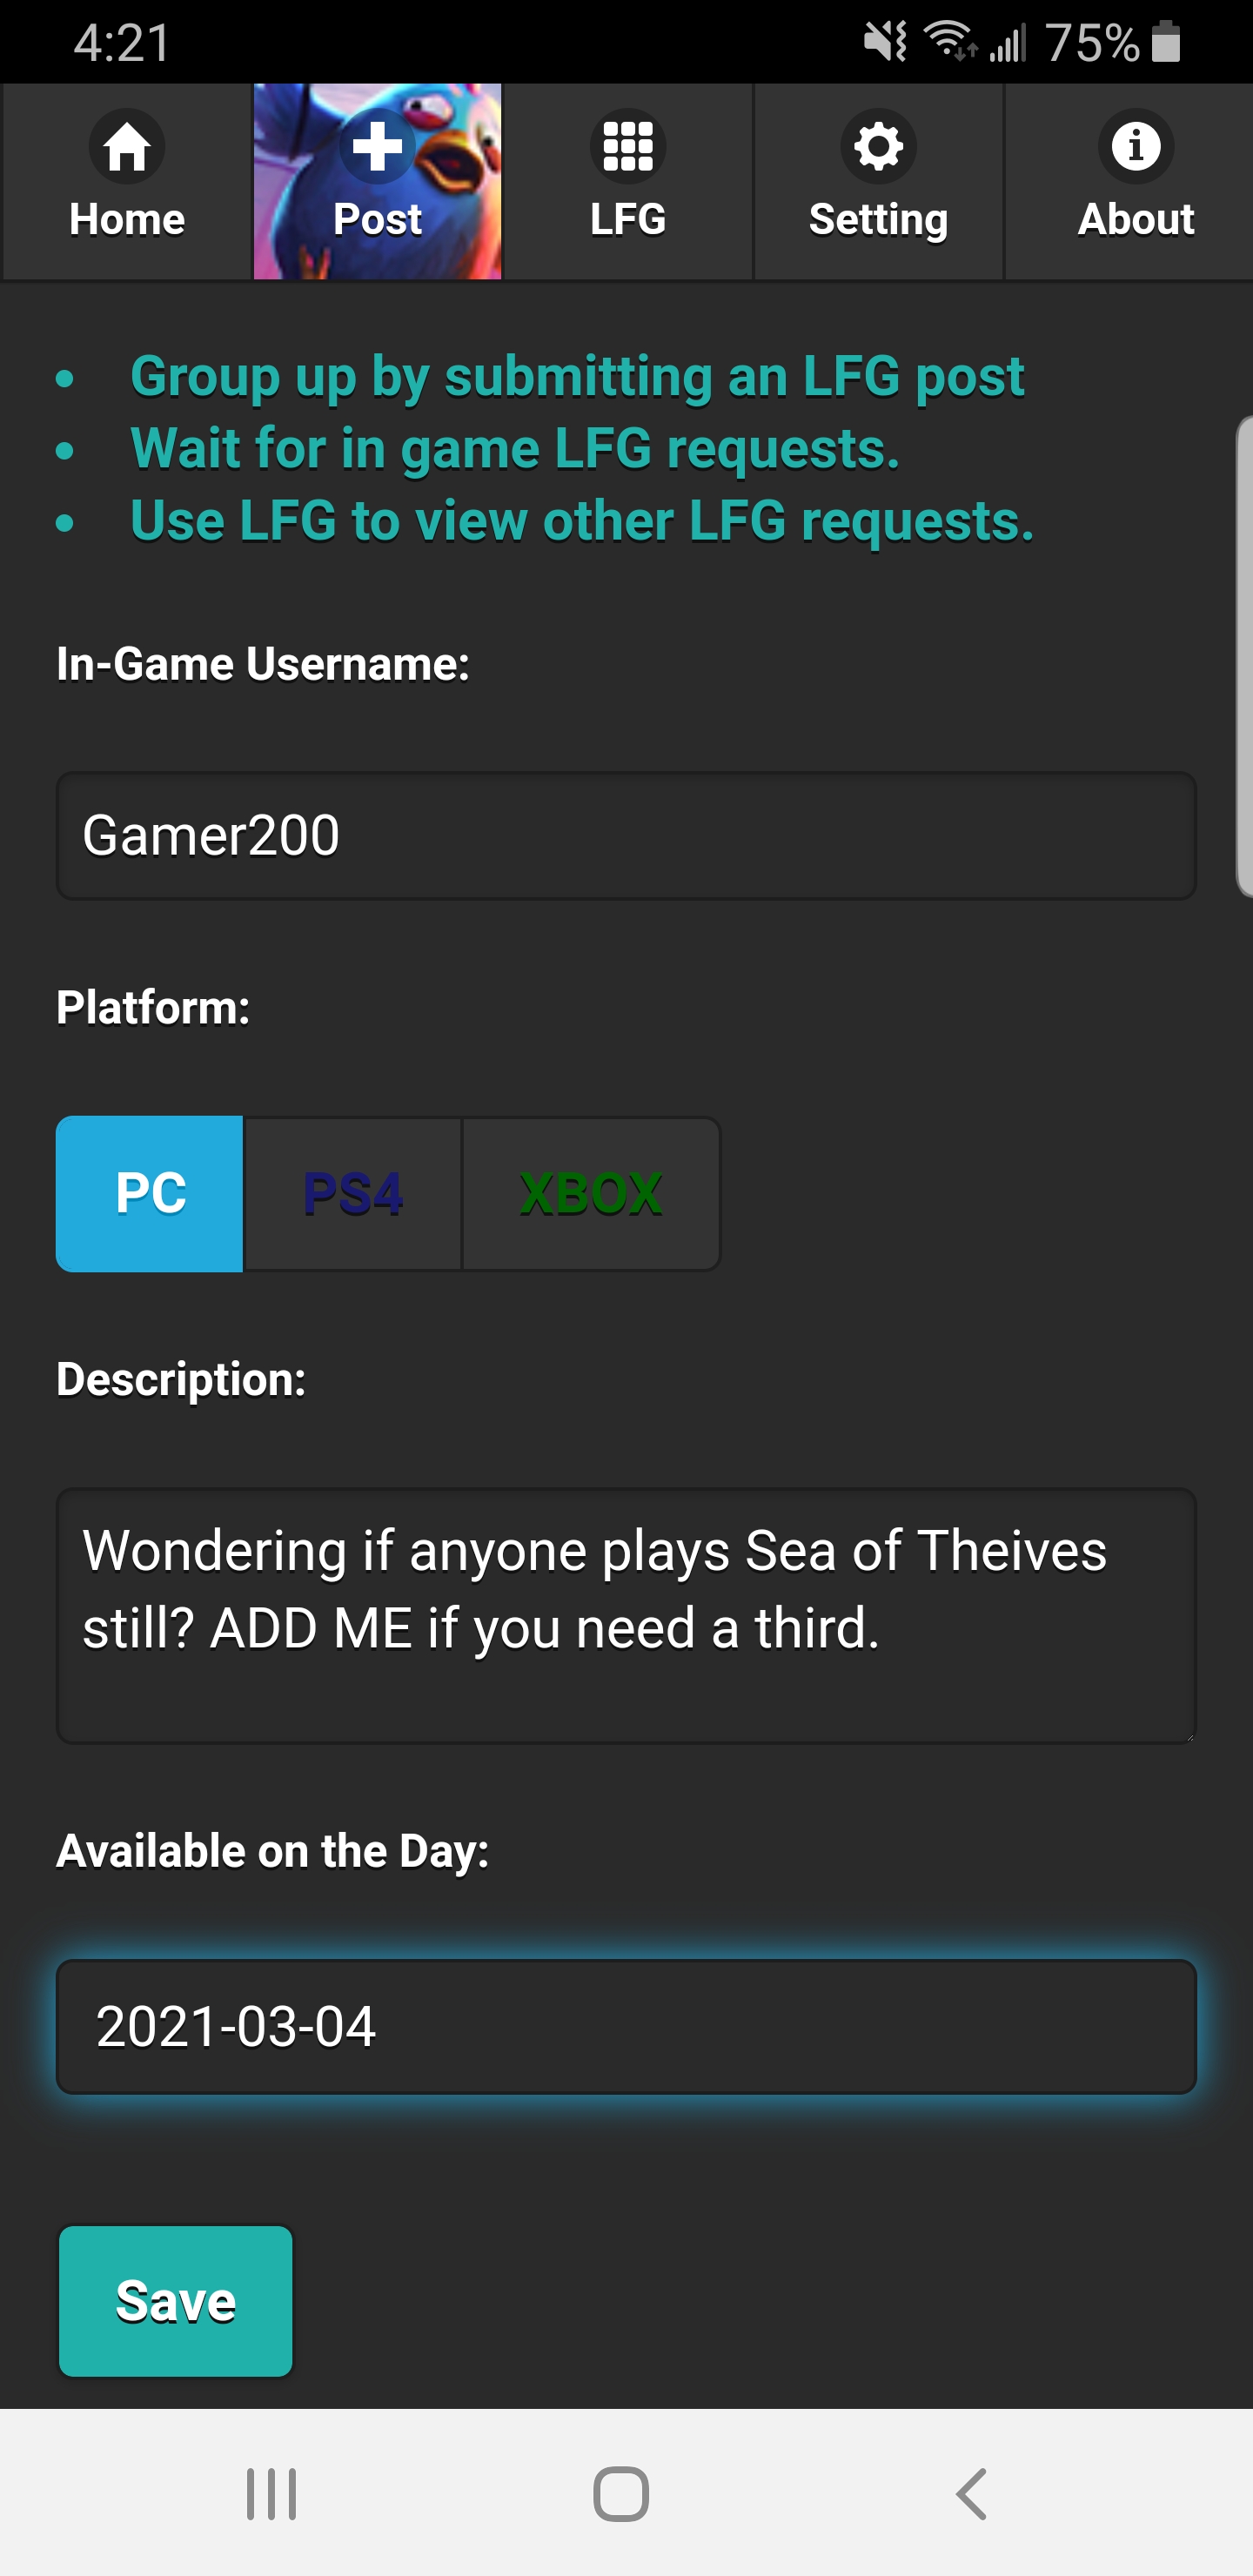 4:21
75%
Home
Post
LFG
Setting
About
• Group up by submitting an LFG post
• Wait for in game LFG requests.
• Use LFG to view other LFG requests.
In-Game Username:
Gamer200
Platform:
PC
PS4
XBOX
Description:
Wondering if anyone plays Sea of Theives
still? ADD ME if you need a third.
Available on the Day:
2021-03-04
Save